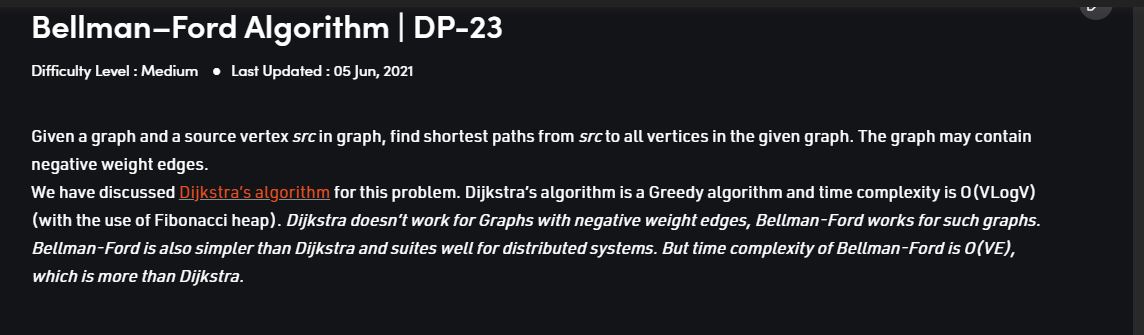 Bellman–Ford Algorithm | DP-23
Difficulty Level : Medium ● Last Updated : 05 Jun, 2021
Given a graph and a source vertex src in graph, find shortest paths from src to all vertices in the given graph. The graph may contain
negative weight edges.
We have discussed Dijkstra’s algorithm for this problem. Dijkstra’s algorithm is a Greedy algorithm and time complexity is O(VLogV)
(with the use of Fibonacci heap). Dijkstra doesn’t work for Graphs with negative weight edges, Bellman-Ford works for such graphs.
Bellman-Ford is also simpler than Dijkstra and suites well for distributed systems. But time complexity of Bellman-Ford is O(VE),
which is more than Dijkstra.